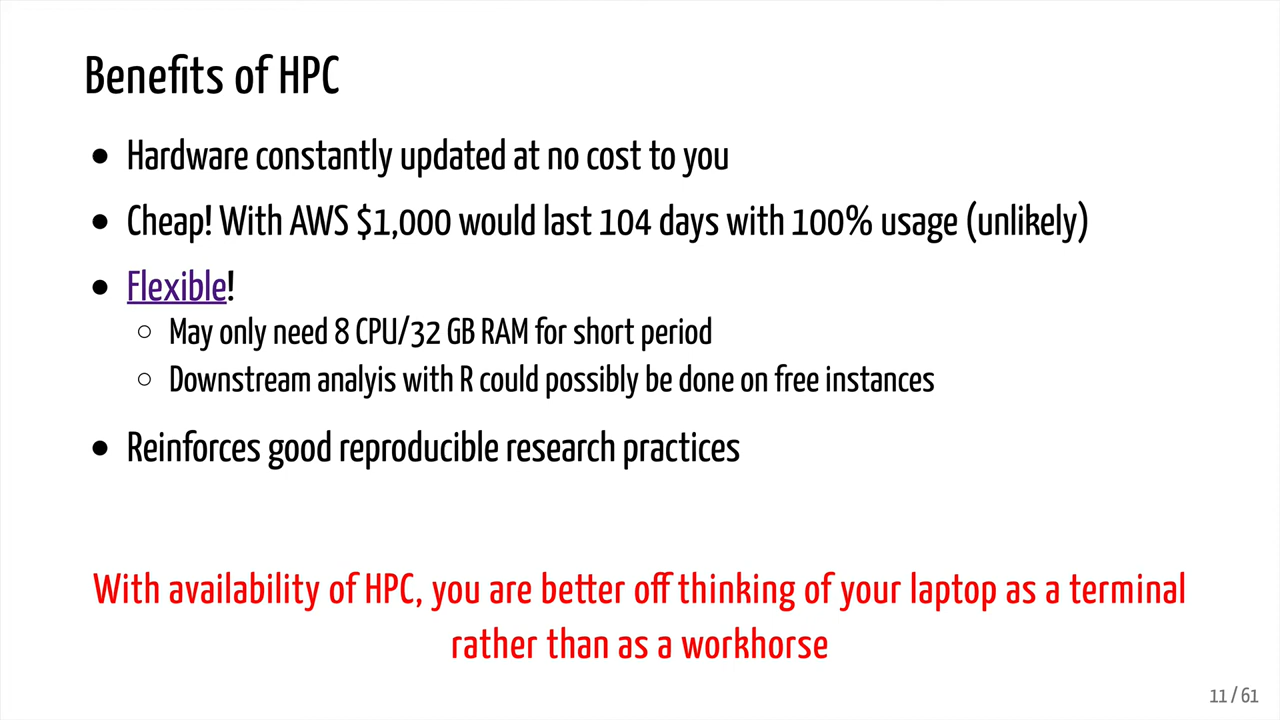 Benefits of HPC
• Hardware constantly updated at no cost to you
• Cheap! With AWS $1,000 would last 104 days with 100% usage (unlikely)
• Flexible!
○ May only need 8 CPU/32 GB RAM for short period
○ Downstream analyis with R could possibly be done on free instances
• Reinforces good reproducible research practices
With availability of HPC, you are better off thinking of your laptop as a terminal
rather than as a workhorse
11 / 61